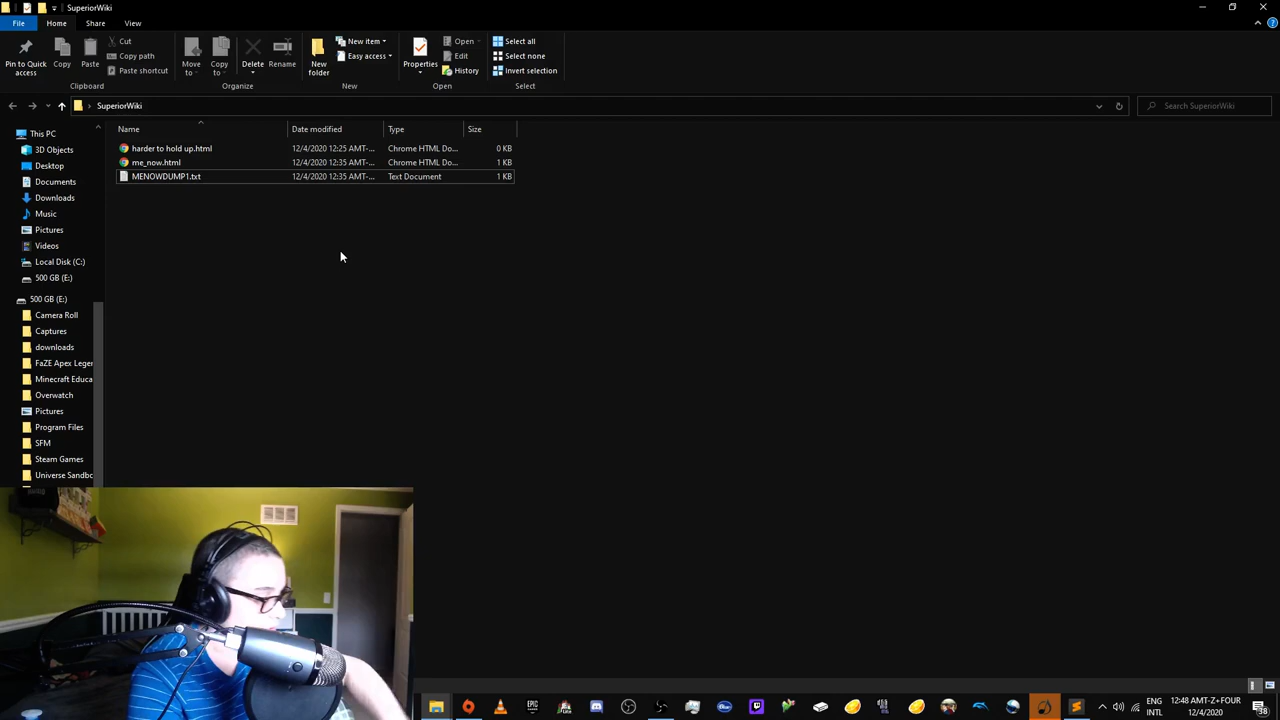 SuperiorWiki
File Home Share View
Pin to Quick access
Copy
Paste
Cut
Copy path
Paste shortcut
Clipboard
Move to
Copy to
Delete
Rename
Organize
New folder
New item
Easy access
New
Properties
Open
Edit
History
Open
Select all
Select none
Invert selection
Select
SuperiorWiki
Search SuperiorWiki
Name Date modified Type Size
harder to hold up.html 12/4/2020 12:25 AMT-... Chrome HTML Do... 0 KB
me_now.html 12/4/2020 12:35 AMT-... Chrome HTML Do... 1 KB
MENOWDUMP1.txt 12/4/2020 12:35 AMT-... Text Document 1 KB
This PC
3D Objects
Desktop
Documents
Downloads
Music
Pictures
Videos
Local Disk (C:)
500 GB (E:)
500 GB (E:)
Camera Roll
Captures
downloads
FaZE Apex Leger
Minecraft Educa
Overwatch
Pictures
Program Files
SFM
Steam Games
Universe Sandbo
EPIC
ENG
INTL
12:48 AMT-Z+FOUR
12/4/2020
38